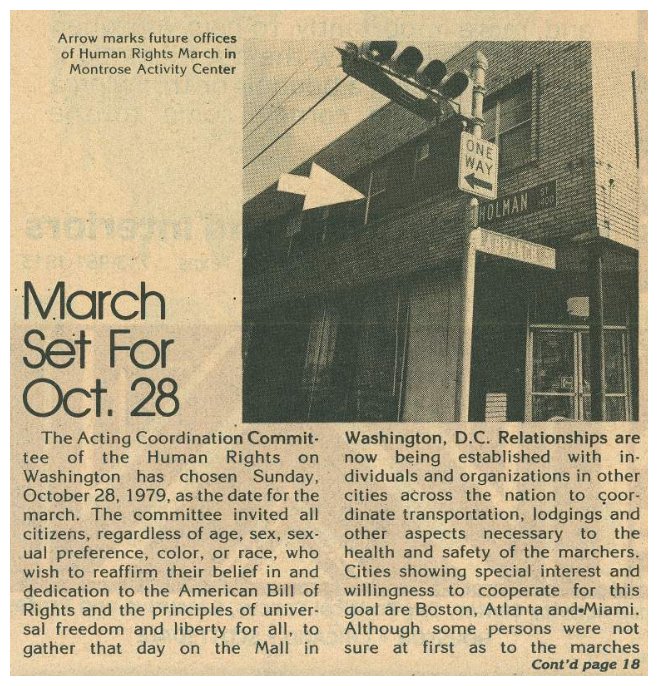 Arrow marks future offices
of Human Rights March in
Montrose Activity Center
ONE
WAY
HOLMAN ST
March
Set For
Oct. 28
The Acting Coordination Commit-
tee of the Human Rights on
Washington has chosen Sunday,
October 28, 1979, as the date for the
march. The committee invited all
citizens, regardless of age, sex, sex-
ual preference, color, or race, who
wish to reaffirm their belief in and
dedication to the American Bill of
Rights and the principles of univer-
sal freedom and liberty for all, to
gather that day on the Mall in
Washington, D.C. Relationships are
now being established with in-
dividuals and organizations in other
cities across the nation to coor-
dinate transportation, lodgings and
other aspects necessary to the
health and safety of the marchers.
Cities showing special interest and
willingness to cooperate for this
goal are Boston, Atlanta and Miami.
Although some persons were not
sure at first as to the marches
Cont'd page 18